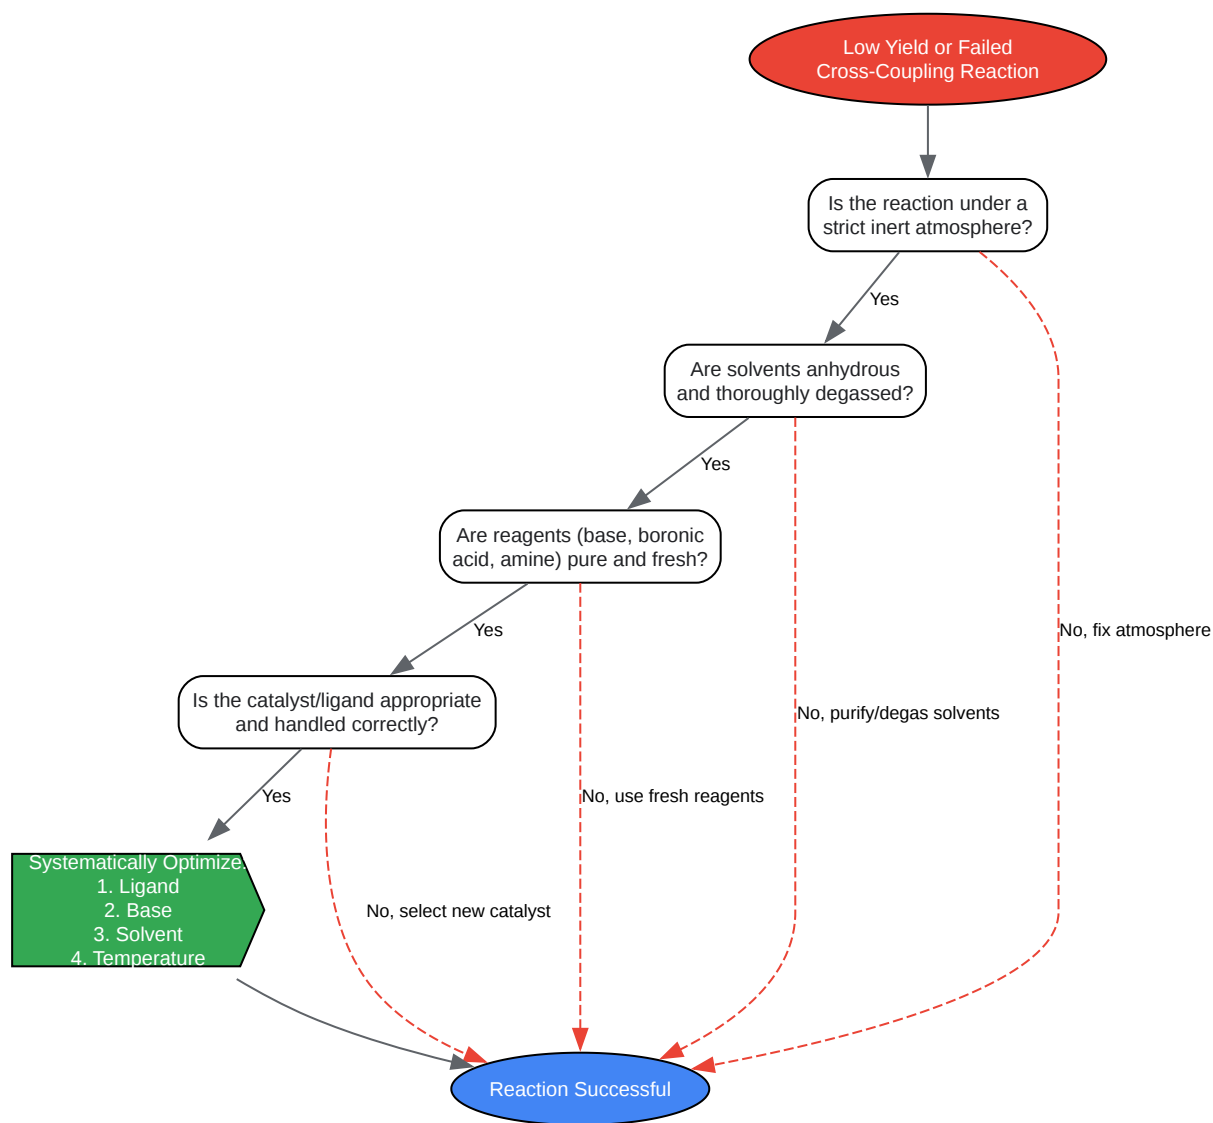 Low Yield or Failed
Cross-Coupling Reaction
Is the reaction under a
strict inert atmosphere?
Yes
Are solvents anhydrous
and thoroughly degassed?
Yes
Are reagents (base, boronic
acid, amine) pure and fresh?
Yes
No, fix atmosphere
Is the catalyst/ligand appropriate
and handled correctly?
No, purify/degas solvents
Yes
No, use fresh reagents
Systematically Optimize:
1. Ligand
2. Base
3. Solvent
4. Temperature
No, select new catalyst
Reaction Successful